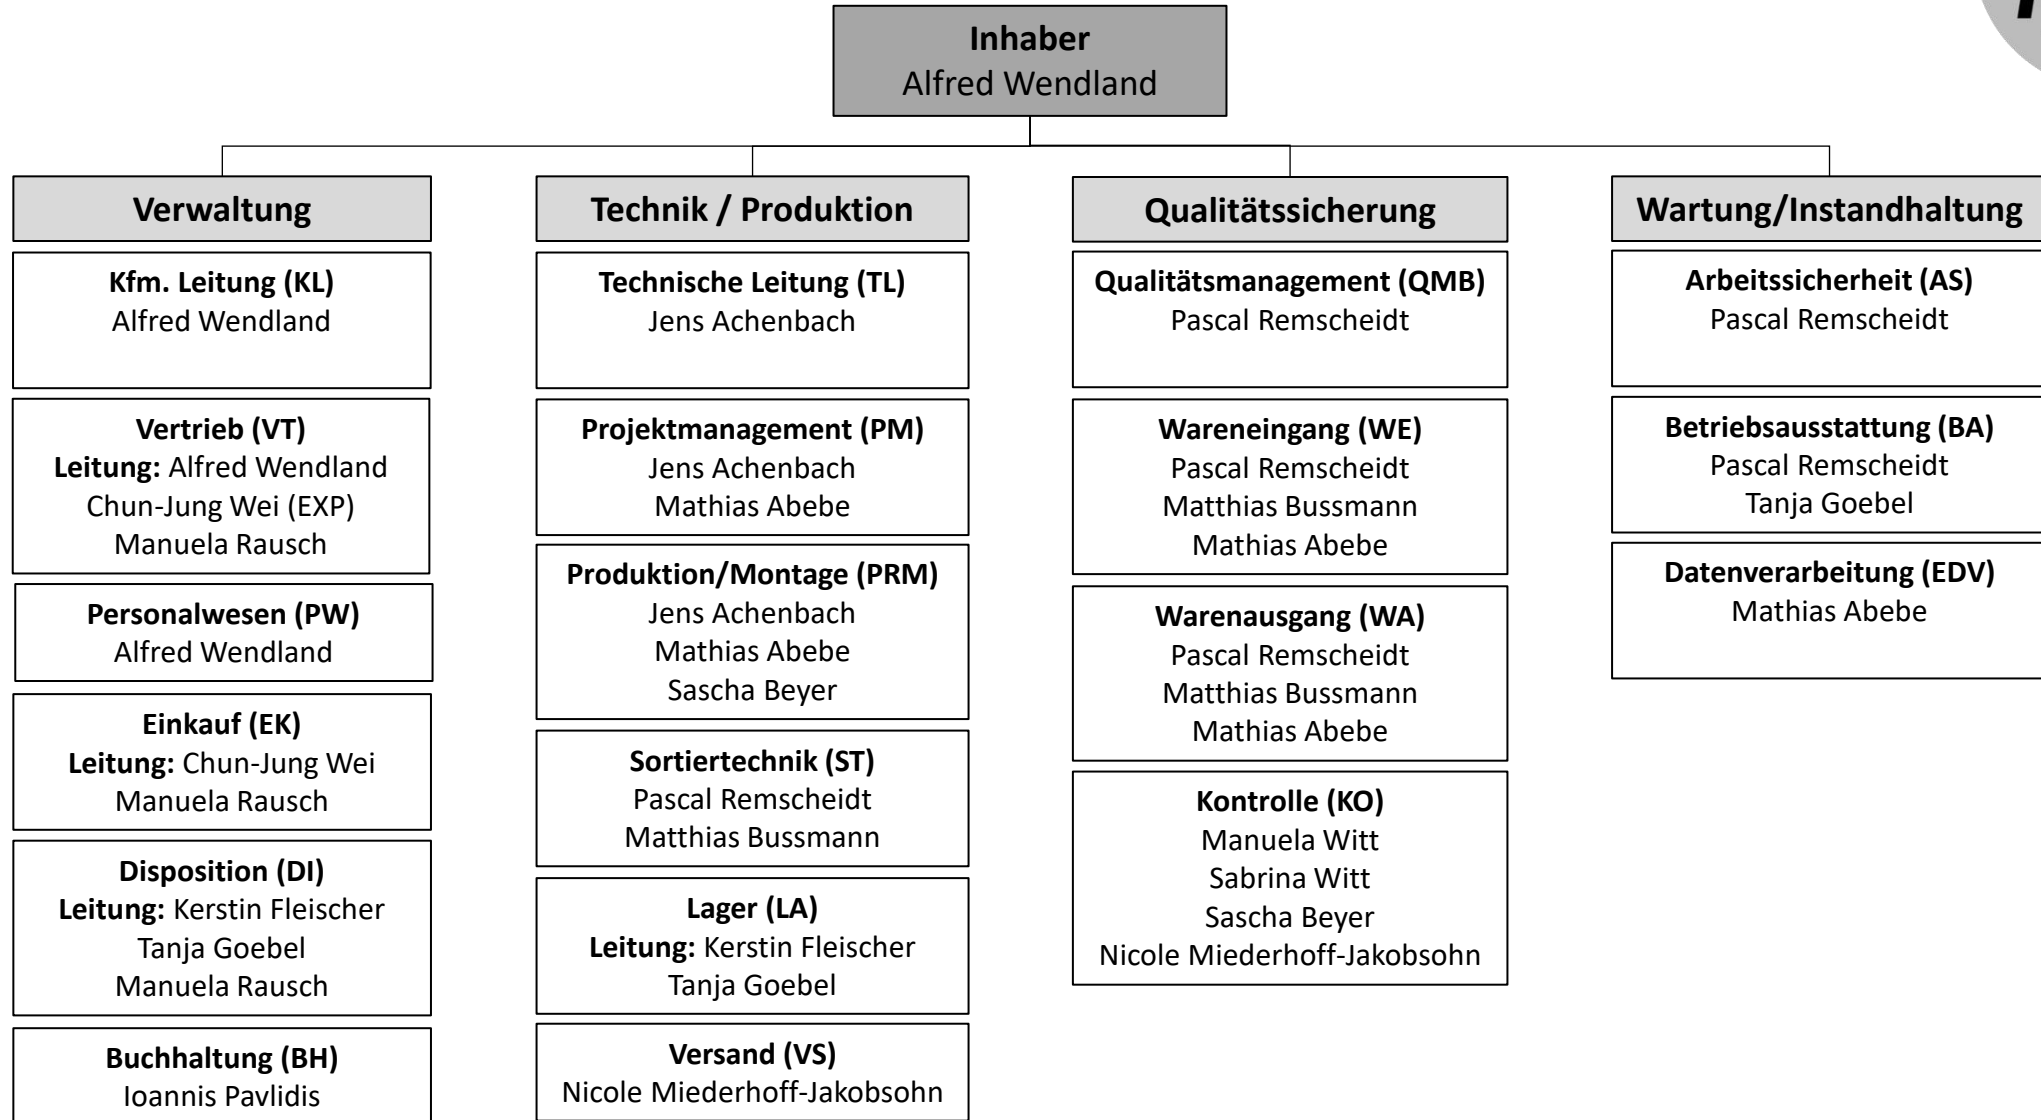 Inhaber
Alfred Wendland
Verwaltung
Kfm. Leitung (KL)
Alfred Wendland
Vertrieb (VT)
Leitung: Alfred Wendland
Chun-Jung Wei (EXP)
Manuela Rausch
Personalwesen (PW)
Alfred Wendland
Einkauf (EK)
Leitung: Chun-Jung Wei
Manuela Rausch
Disposition (DI)
Leitung: Kerstin Fleischer
Tanja Goebel
Manuela Rausch
Buchhaltung (BH)
Ioannis Pavlidis
Technik / Produktion
Technische Leitung (TL)
Jens Achenbach
Projektmanagement (PM)
Jens Achenbach
Mathias Abebe
Produktion/Montage (PRM)
Jens Achenbach
Mathias Abebe
Sascha Beyer
Sortiertechnik (ST)
Pascal Remscheidt
Matthias Bussmann
Lager (LA)
Leitung: Kerstin Fleischer
Tanja Goebel
Versand (VS)
Nicole Miederhoff-Jakobsohn
Qualitätssicherung
Qualitätsmanagement (QMB)
Pascal Remscheidt
Wareneingang (WE)
Pascal Remscheidt
Matthias Bussmann
Mathias Abebe
Warenausgang (WA)
Pascal Remscheidt
Matthias Bussmann
Mathias Abebe
Kontrolle (KO)
Manuela Witt
Sabrina Witt
Sascha Beyer
Nicole Miederhoff-Jakobsohn
Wartung/Instandhaltung
Arbeitssicherheit (AS)
Pascal Remscheidt
Betriebsausstattung (BA)
Pascal Remscheidt
Tanja Goebel
Datenverarbeitung (EDV)
Mathias Abebe